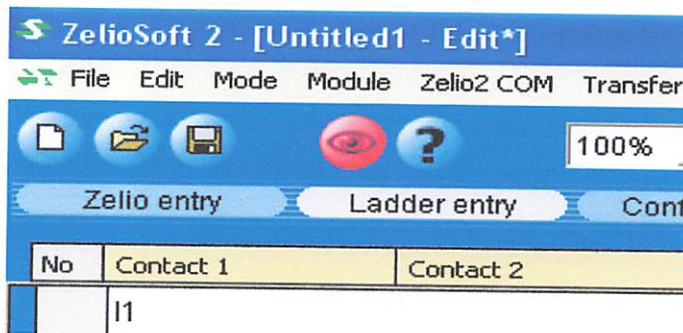 ZelioSoft 2 - [Untitled1 - Edit*]
File Edit Mode Module Zelio2 COM Transfer
? 100%
Zelio entry Ladder entry Conf
No Contact 1 Contact 2
I1